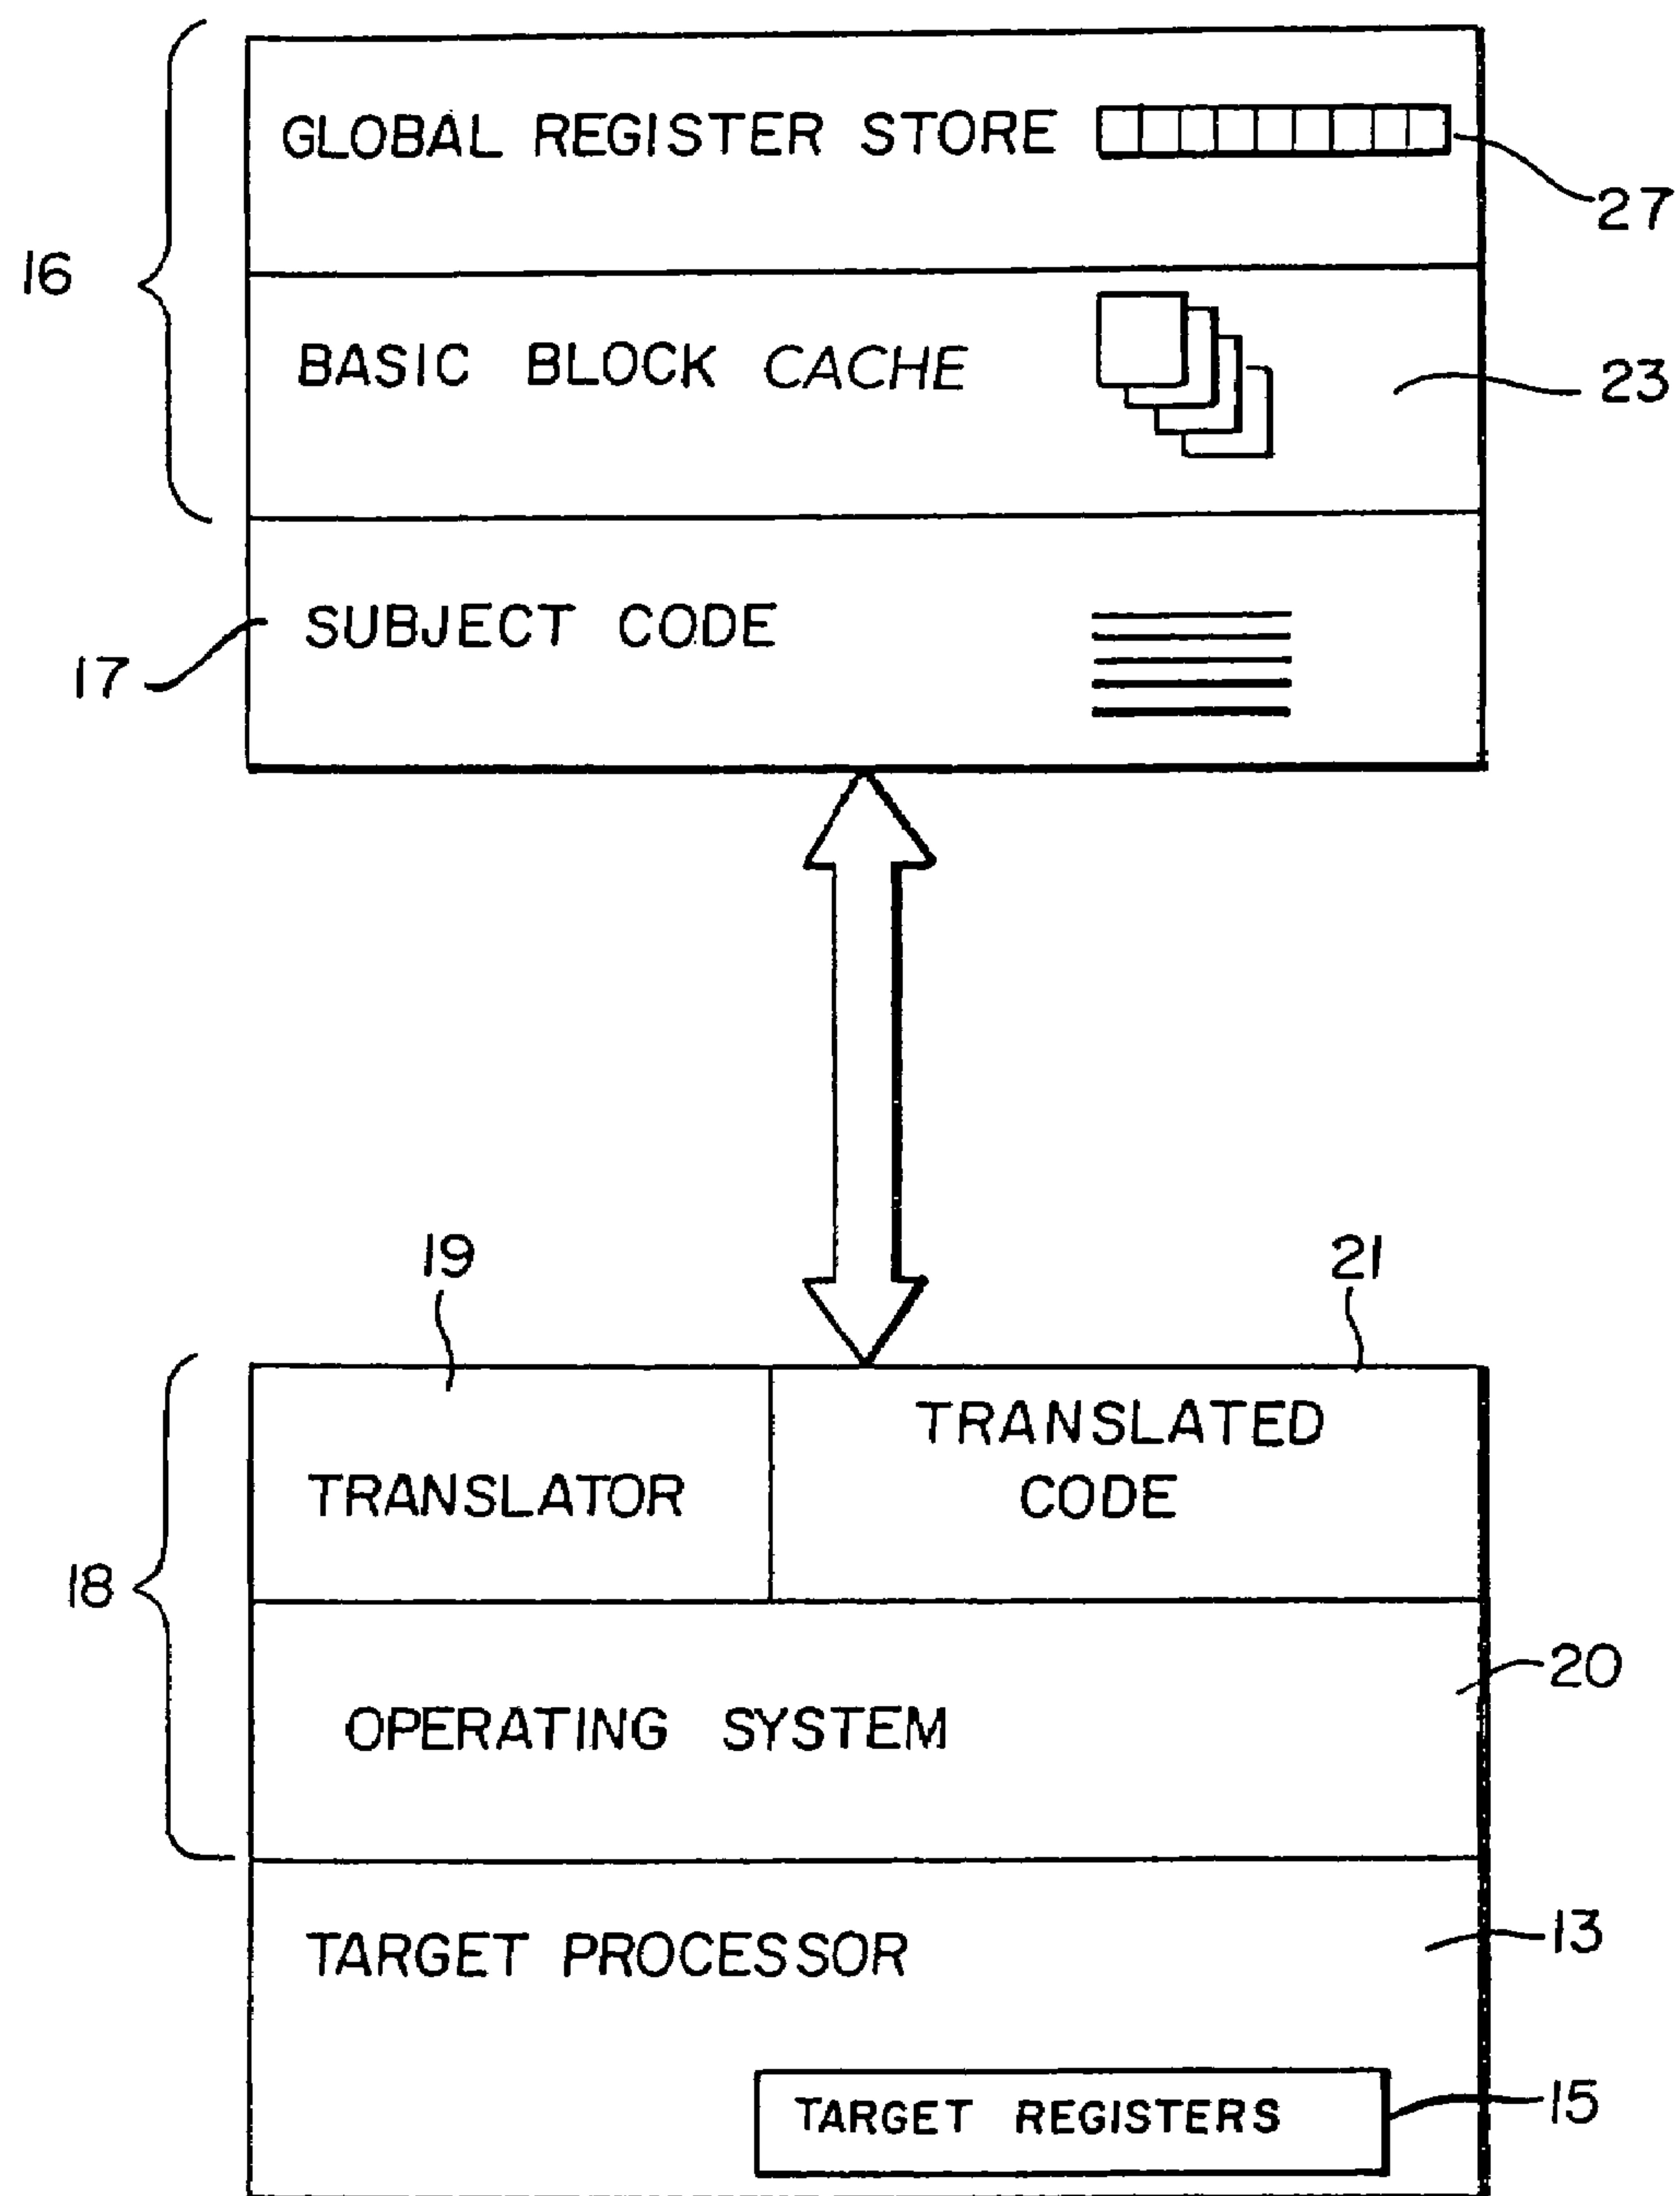 GLOBAL REGISTER STORE
27
16
BASIC BLOCK CACHE
23
SUBJECT CODE
17
19
21
TRANSLATOR
TRANSLATED
CODE
18
OPERATING SYSTEM
20
TARGET PROCESSOR
13
TARGET REGISTERS
15